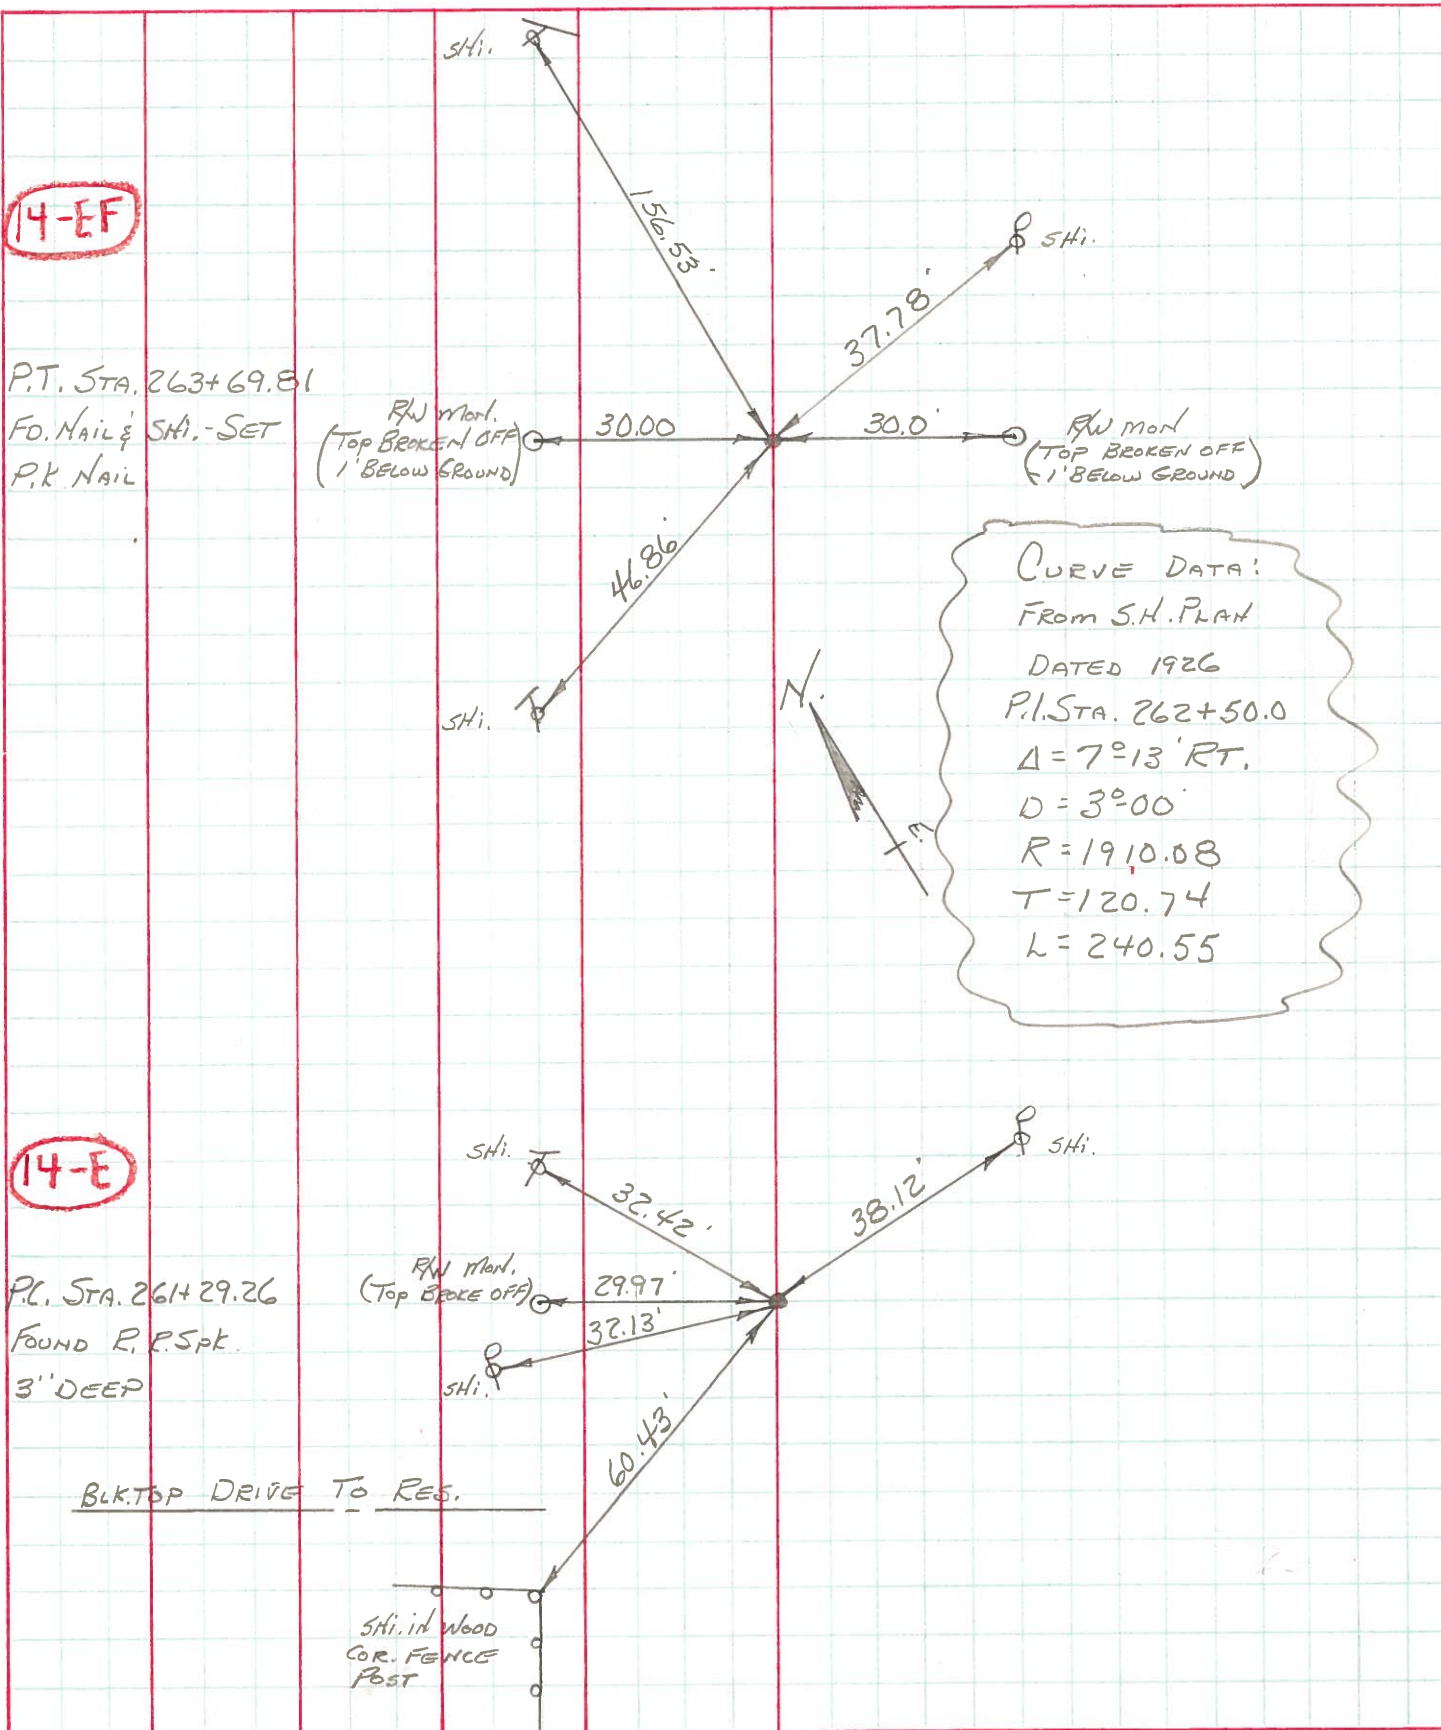 SHi.
14-EF
156.53'
SHi.
37.78'
P.T. STA. 263+69.81
FD. NAIL & SHI.-SET
P.K NAIL
R/W MON.
(TOP BROKEN OFF)
1' BELOW GROUND)
30.00
30.0'
R/W MON
(TOP BROKEN OFF
-1' BELOW GROUND)
46.86'
SHi.
N.
CURVE DATA:
FROM S.H. PLAN
DATED 1926
P.I. STA. 262+50.0
Δ = 7°13' RT.
D = 3°00'
R = 1910.08
T = 120.74
L = 240.55
14-E
SHi.
32.42'
38.12'
SHi.
P.C. STA. 261+29.26
FOUND R.R. SPK.
3" DEEP
R/W MON.
(TOP BROKE OFF)
29.97'
32.13'
SHi.
60.43'
BLK.TOP DRIVE TO RES.
SHi. in WOOD
COR. FENCE
POST